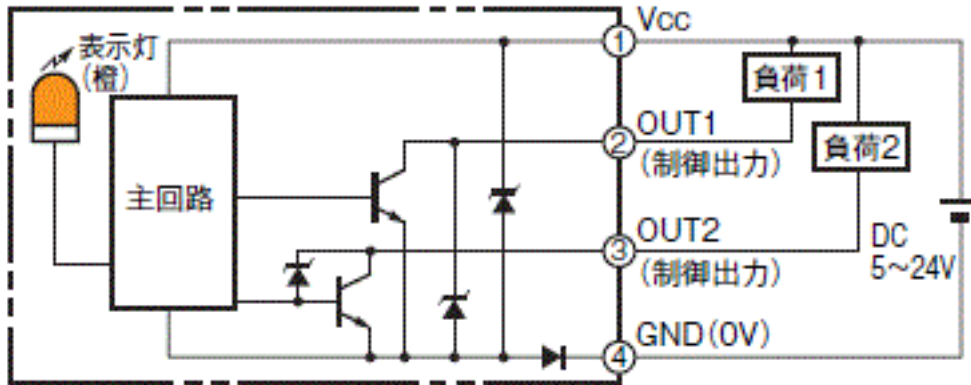 表示灯
(橙)
主回路
① Vcc
② OUT1
(制御出力)
③ OUT2
(制御出力)
④ GND(0V)
負荷1
負荷2
DC
5~24V